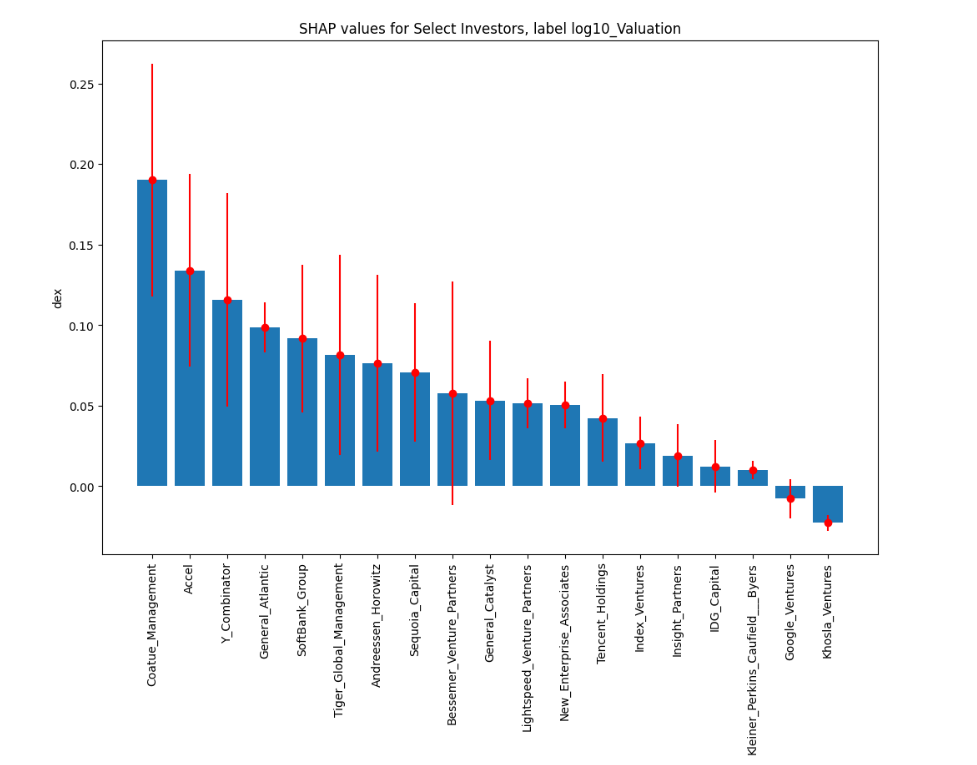 SHAP values for Select Investors, label log10_Valuation
dex
0.25
0.20
0.15
0.10
0.05
0.00
Coatue_Management
Accel
Y_Combinator
General_Atlantic
SoftBank_Group
Tiger_Global_Management
Andreessen_Horowitz
Sequoia_Capital
Bessemer_Venture_Partners
General_Catalyst
Lightspeed_Venture_Partners
New_Enterprise_Associates
Tencent_Holdings
Index_Ventures
Insight_Partners
IDG_Capital
Kleiner_Perkins_Caufield___Byers
Google_Ventures
Khosla_Ventures